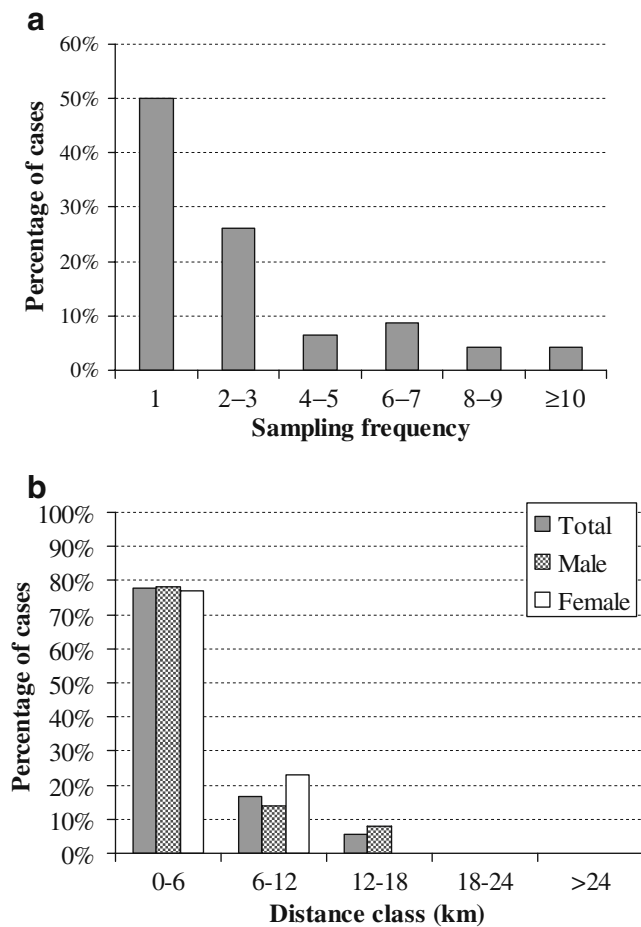 a
60%
50%
40%
30%
20%
10%
0%
Percentage of cases
1 2–3 4–5 6–7 8–9 ≥10
Sampling frequency
b
100%
90%
80%
70%
60%
50%
40%
30%
20%
10%
0%
Percentage of cases
Total
Male
Female
0-6 6-12 12-18 18-24 >24
Distance class (km)